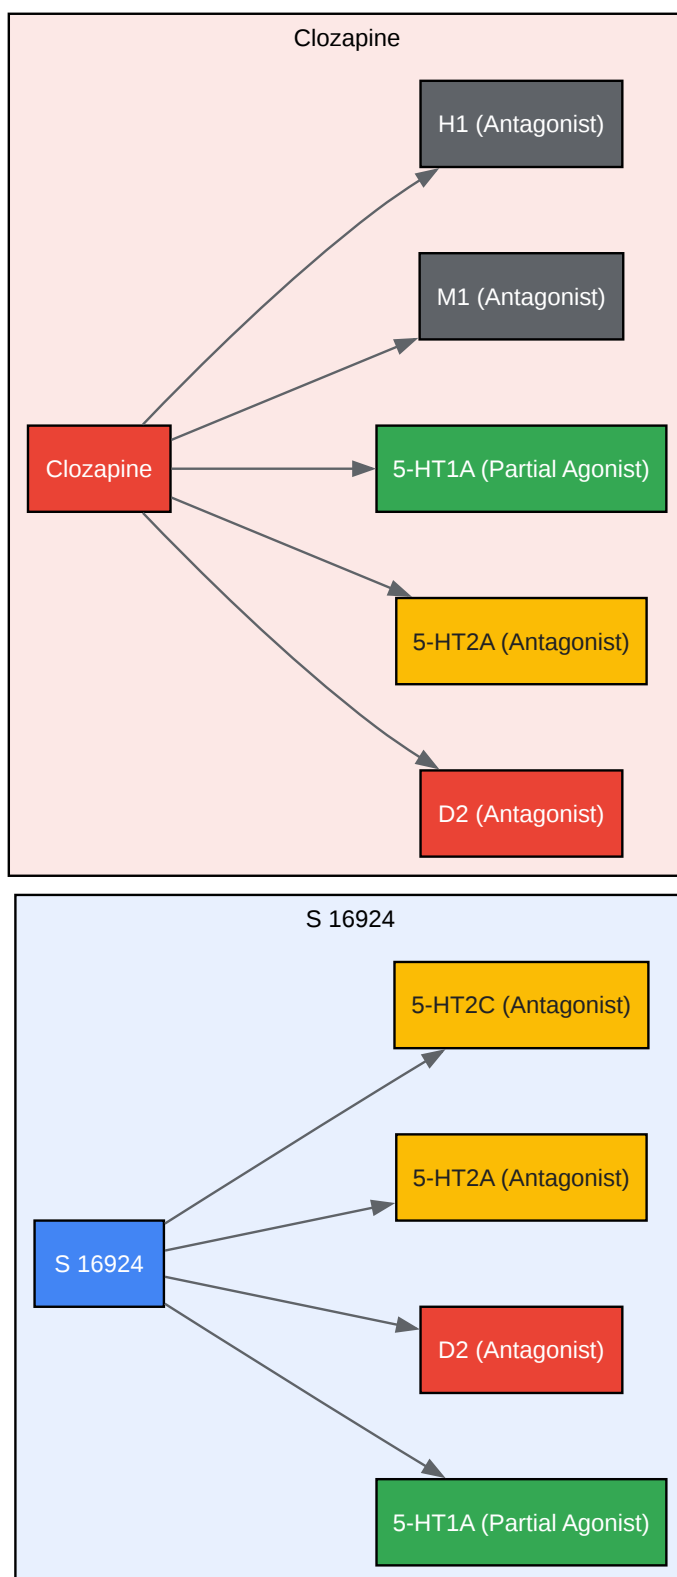 Clozapine
H1 (Antagonist)
M1 (Antagonist)
Clozapine
5-HT1A (Partial Agonist)
5-HT2A (Antagonist)
D2 (Antagonist)
S 16924
5-HT2C (Antagonist)
5-HT2A (Antagonist)
S 16924
D2 (Antagonist)
5-HT1A (Partial Agonist)